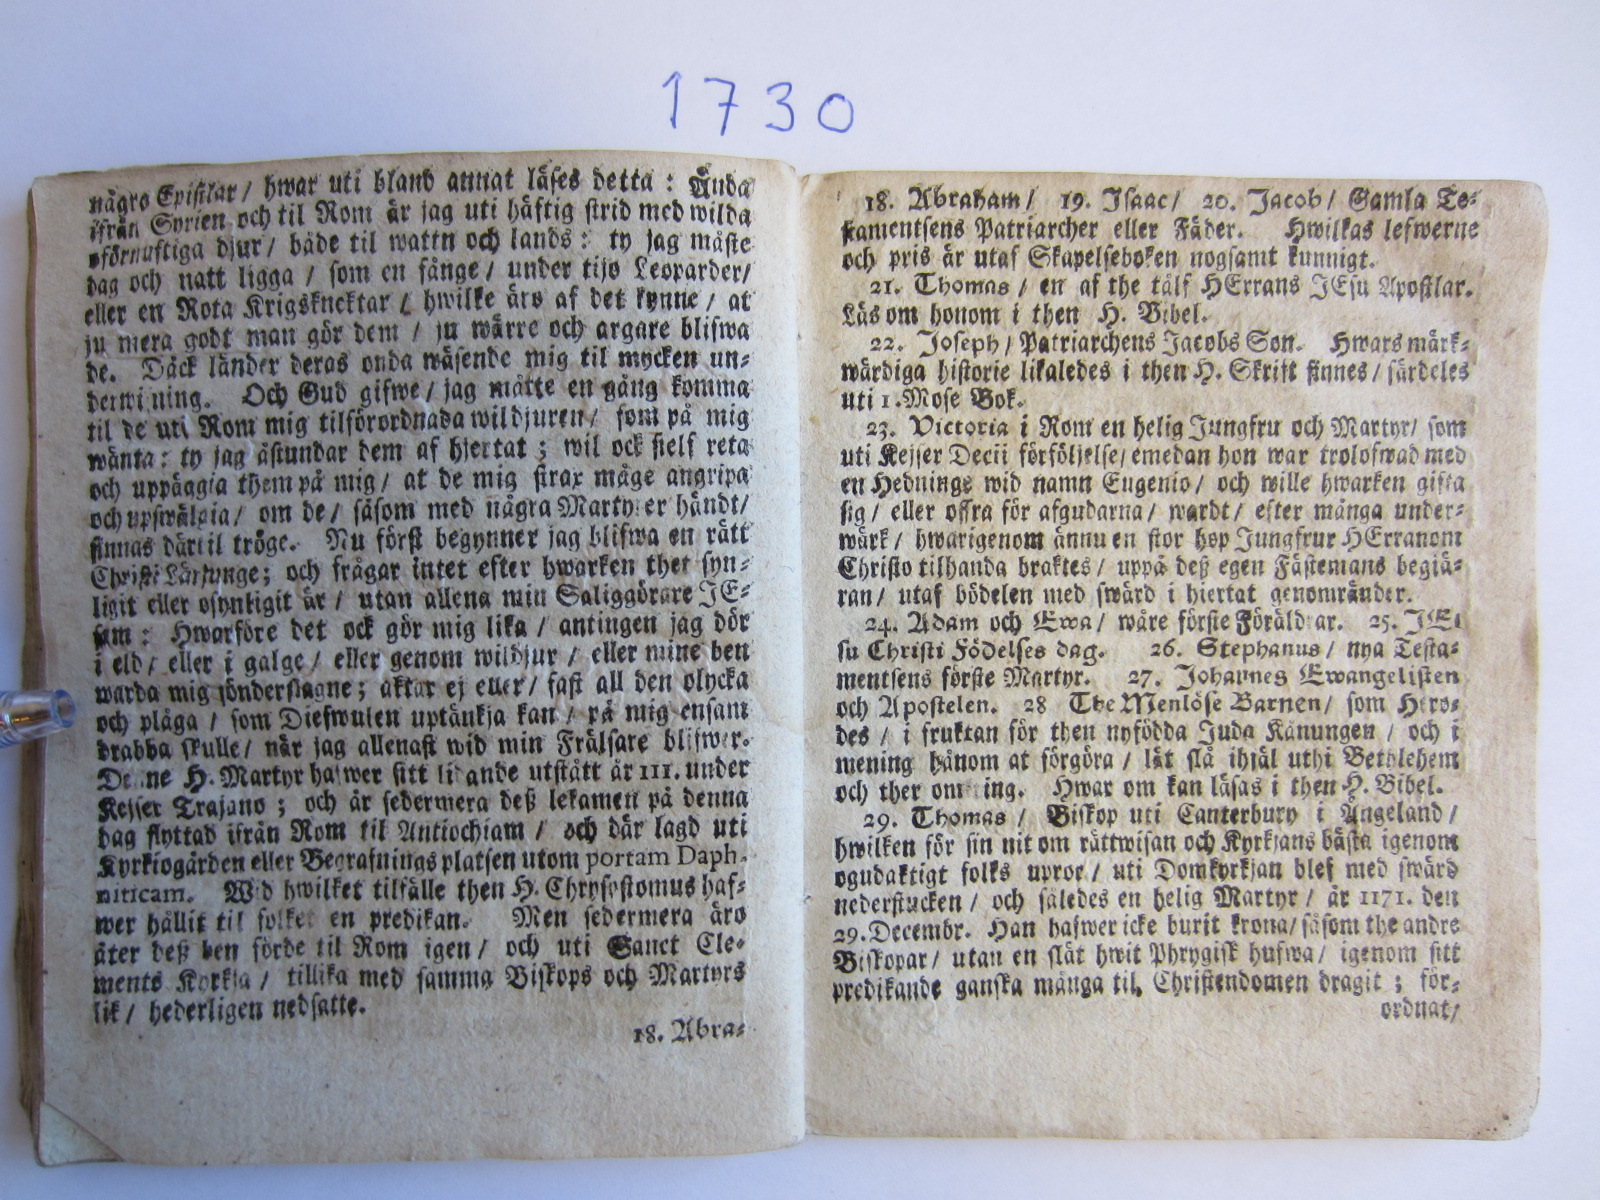 1730
några Epistlar / hwar uti bland annat läses detta : Ånda
ifrån Syrien och til Rom är jag uti häftig strid med wilda
oförnuftiga djur / både til wattn och lands : ty jag måste
dag och natt ligga / som en fånge / under tijo Leoparder /
eller en Rota Krigsknektar / hwilke äro af det kynne / at
ju mera godt man gör dem / ju wärre och argare blifwa
de. Däck länder deras onda wäsende mig til mycken un=
derwisning. Och Gud gifwe / jag måtte en gång komma
til de uti Rom mig tilförordnada wildjuren / som på mig
wänta : ty jag åstundar dem af hjertat ; wil ock sielf reta
och uppäggia them på mig / at de mig strax måge angripa
och upswälgia / om de / såsom med några Martyrer händt /
finnas därtil tröge. Nu först begynner jag blifwa en rätt
Christi Lärjunge ; och frågar intet efter hwarken thet syn=
ligit eller osynligit är / utan allena min Saliggörare JE=
sum : Hwarföre det ock gör mig lika / antingen jag dör
i eld / eller i galge / eller genom wildjur / eller mine ben
warda mig sönderslagne ; aktar ej eller / fast all den olycka
och plåga / som Diefwulen uptänkja kan / på mig ensam
drabba skulle / när jag allenast wid min Frälsare blifwer.
Denne H. Martyr hafwer sitt lidande utstått år 111. under
Kejser Trajano ; och är sedermera deß lekamen på denna
dag flyttad ifrån Rom til Antiochiam / och där lagd uti
Kyrkiogården eller Begrafnings platsen utom portam Daph-
niticam. Wid hwilket tilfälle then H. Chrysostomus haf=
wer hållit til folket en predikan. Men sedermera äro
åter deß ben förde til Rom igen / och uti Sanct Cle=
ments Kyrkja / tillika med samma Biskops och Martyrs
lik / hederligen nedsatte.
18. Abra=
18. Abraham / 19. Isaac / 20. Jacob / Gamla Te=
stamentsens Patriarcher eller Fäder. Hwilkas lefwerne
och pris är utaf Skapelseboken nogsamt kunnigt.
21. Thomas / en af the tålf HErrans JEsu Apostlar.
Läs om honom i then H. Bibel.
22. Joseph / Patriarchens Jacobs Son. Hwars märk=
wärdiga historie likaledes i then H. Skrift finnes / särdeles
uti 1. Mose Bok.
23. Victoria i Rom en helig Jungfru och Martyr / som
uti Kejser Decii förföljelse / emedan hon war trolofwad med
en Hednings wid namn Eugenio / och wille hwarken gifta
sig / eller offra för afgudarna / wardt / efter många under=
wärk / hwarigenom ännu en stor hop Jungfrur HErranom
Christo tilhanda braktes / uppå deß egen Fästemans begiä=
ran / utaf bödelen med swärd i hiertat genomränder.
24. Adam och Ewa / wåre förste Föräldrar. 25. JE=
su Christi Födelses dag. 26. Stephanus / nya Testa=
mentsens förste Martyr. 27. Johannes Ewangelisten
och Apostelen. 28 The Menlöse Barnen / som Hero=
des / i fruktan för then nyfödda Juda Kånungen / och i
mening hånom at förgöra / lät slå ihjäl uthi Bethlehem
och ther omkring. Hwar om kan läsas i then H. Bibel.
29. Thomas / Biskop uti Canterbury i Ängeland /
hwilken för sin nit om rättwisan och Kyrkjans bästa igenom
ogudaktigt folks upror / uti Domkyrkjan blef med swärd
nederstucken / och således en helig Martyr / år 1171. den
29. Decembr. Han hafwer icke burit krona / såsom the andre
Biskopar / utan en slät hwit Phrygisk hufwa / igenom sitt
predikande ganska många til Christendomen dragit ; för=
ordnat /